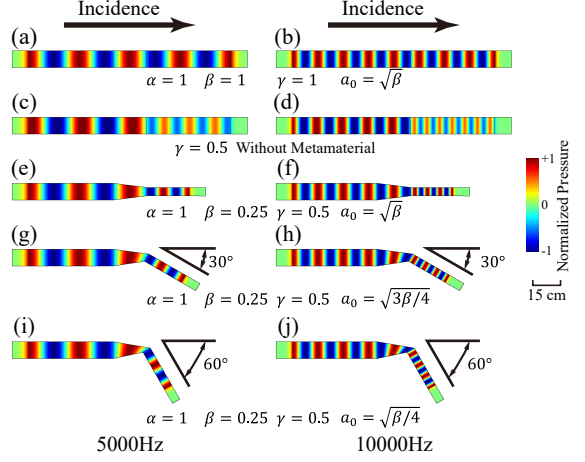 Incidence Incidence
(a) (b)
α = 1 β = 1 γ = 1 a₀ = √β
(c) (d)
γ = 0.5 Without Metamaterial
(e) (f)
α = 1 β = 0.25 γ = 0.5 a₀ = √β
(g) (h)
30° 30°
α = 1 β = 0.25 γ = 0.5 a₀ = √(3β/4)
(i) (j)
60° 60°
α = 1 β = 0.25 γ = 0.5 a₀ = √(β/4)
5000Hz 10000Hz
+1
0
-1
Normalized Pressure
15 cm